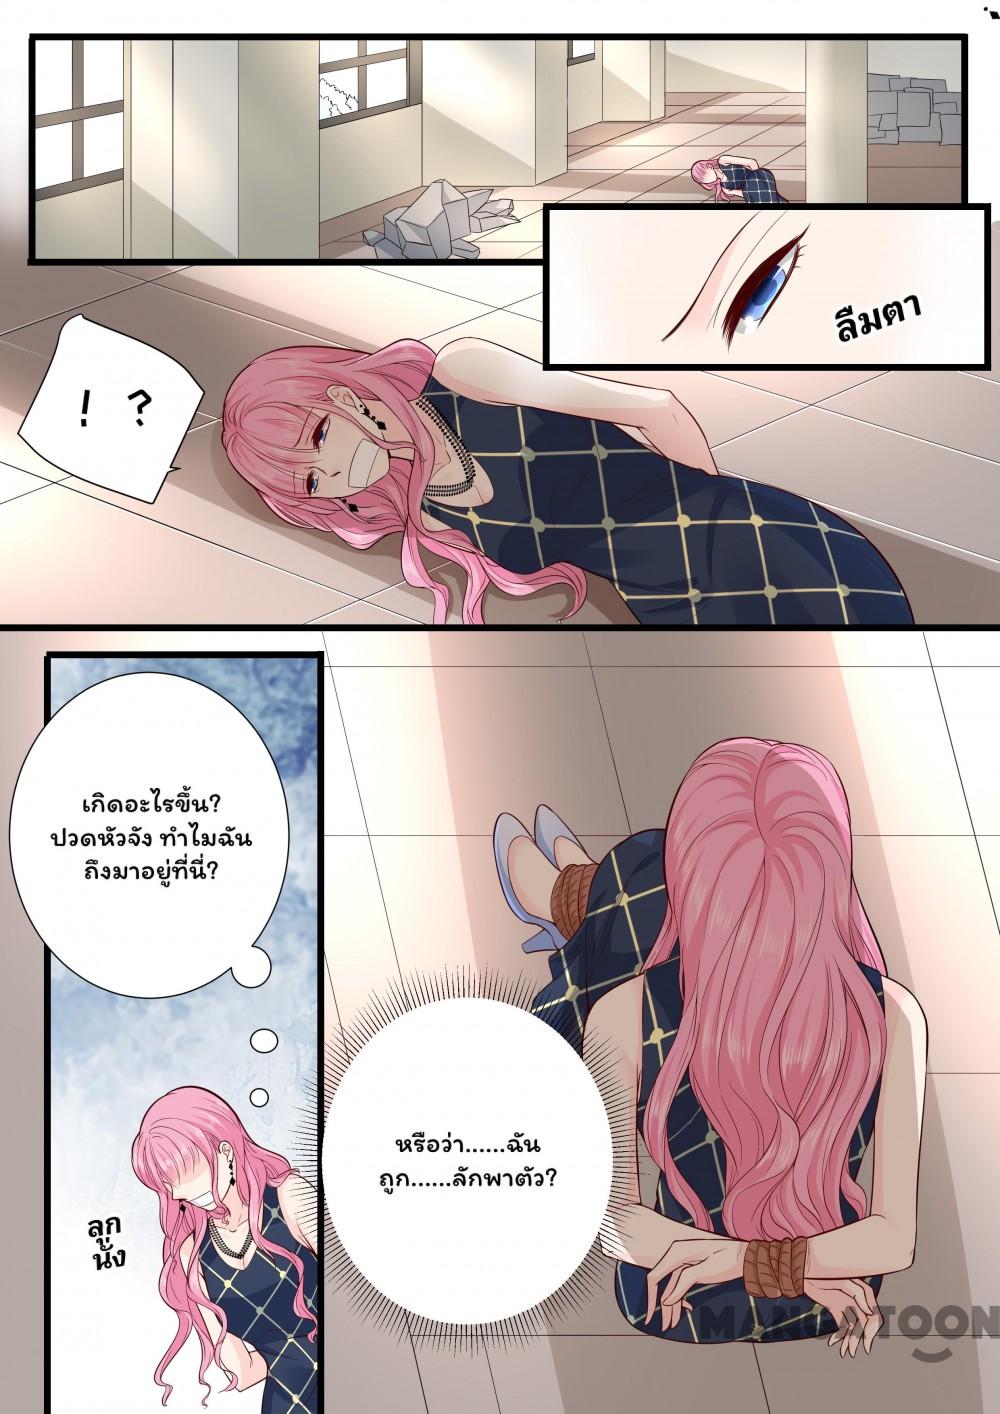 ลืมตา
! ?
เกิดอะไรขึ้น?
ปวดหัวจัง ทำไมฉัน
ถึงมาอยู่ที่นี่?
หรือว่า......ฉัน
ถูก......ลักพาตัว?
ลุก
นั่ง
MANGATOON